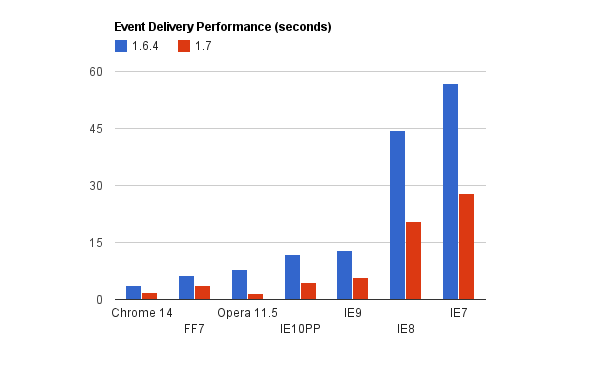 Event Delivery Performance (seconds)
1.6.4 1.7
60
45
30
15
0
Chrome 14 Opera 11.5 IE9 IE7
FF7 IE10PP IE8